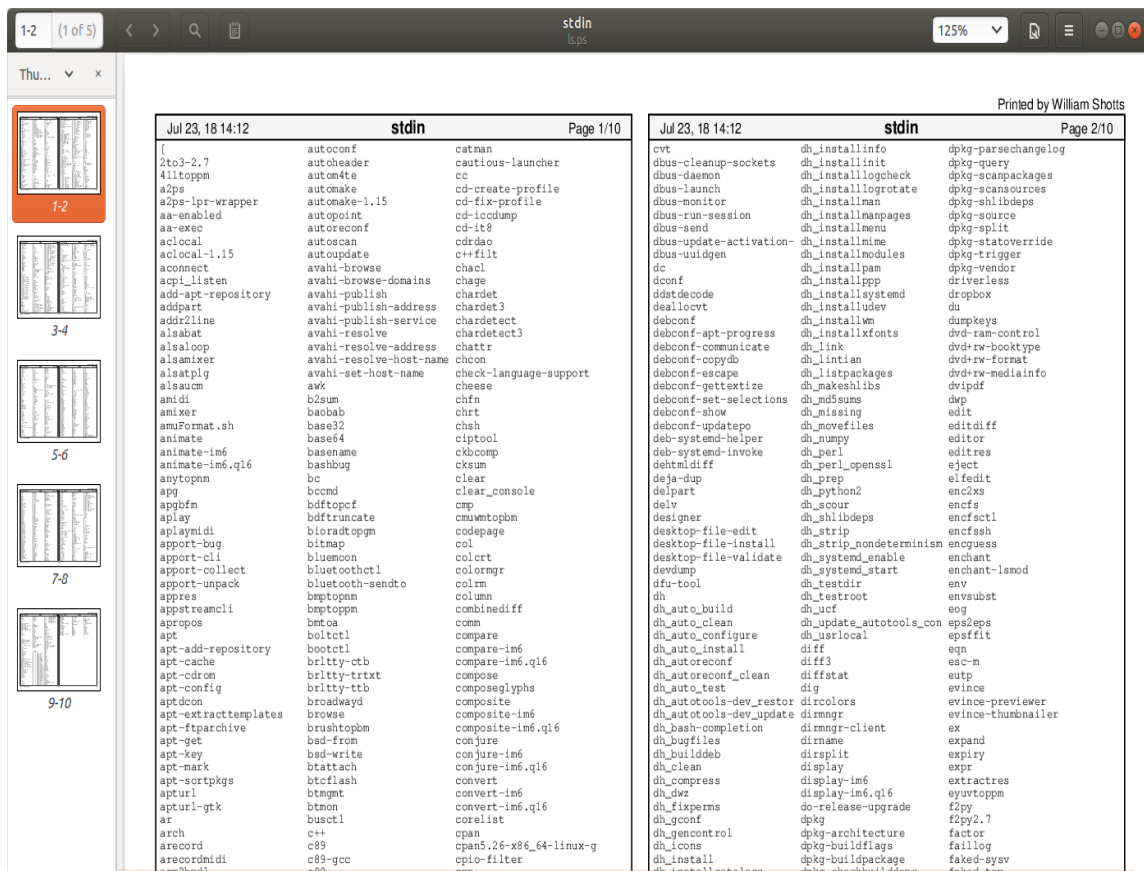 1-2 (1 of 5)
stdin
ls.ps
125%
Thu...
1-2
3-4
5-6
7-8
9-10
Printed by William Shotts
Jul 23, 18 14:12 stdin Page 1/10
[ autoconf catman
2to3-2.7 autoheader cautious-launcher
411toppm autom4te cc
a2ps automake cd-create-profile
a2ps-lpr-wrapper automake-1.15 cd-fix-profile
aa-enabled autopoint cd-iccdump
aa-exec autoreconf cd-it8
aclocal autoscan cdrdao
aclocal-1.15 autoupdate c++filt
aconnect avahi-browse chacl
acpi_listen avahi-browse-domains chage
add-apt-repository avahi-publish chardet
addpart avahi-publish-address chardet3
addr2line avahi-publish-service chardetect
alsabat avahi-resolve chardetect3
alsaloop avahi-resolve-address chattr
alsamixer avahi-resolve-host-name chcon
alsatplg avahi-set-host-name check-language-support
alsaucm awk cheese
amidi b2sum chfn
amixer baobab chrt
amuFormat.sh base32 chsh
animate base64 ciptool
animate-im6 basename ckbcomp
animate-im6.q16 bashbug cksum
anytopnm bc clear
apg bccmd clear_console
apgbfm bdftopcf cmp
aplay bdftruncate cmuwmtopbm
aplaymidi bioradtopgm codepage
apport-bug bitmap col
apport-cli bluemoon colcrt
apport-collect bluetoothctl colormgr
apport-unpack bluetooth-sendto colrm
appres bmptopnm column
appstreamcli bmptoppm combinediff
apropos bmtoa comm
apt boltctl compare
apt-add-repository bootctl compare-im6
apt-cache brltty-ctb compare-im6.q16
apt-cdrom brltty-trtxt compose
apt-config brltty-ttb composeglyphs
aptdcon broadwayd composite
apt-extracttemplates browse composite-im6
apt-ftparchive brushtopbm composite-im6.q16
apt-get bsd-from conjure
apt-key bsd-write conjure-im6
apt-mark btattach conjure-im6.q16
apt-sortpkgs btcflash convert
apturl btmgmt convert-im6
apturl-gtk btmon convert-im6.q16
ar busctl corelist
arch c++ cpan
arecord c89 cpan5.26-x86_64-linux-g
arecordmidi c89-gcc cpio-filter
Jul 23, 18 14:12 stdin Page 2/10
cvt dh_installinfo dpkg-parsechangelog
dbus-cleanup-sockets dh_installinit dpkg-query
dbus-daemon dh_installlogcheck dpkg-scanpackages
dbus-launch dh_installlogrotate dpkg-scansources
dbus-monitor dh_installman dpkg-shlibdeps
dbus-run-session dh_installmanpages dpkg-source
dbus-send dh_installmenu dpkg-split
dbus-update-activation- dh_installmime dpkg-statoverride
dbus-uuidgen dh_installmodules dpkg-trigger
dc dh_installpam dpkg-vendor
dconf dh_installppp driverless
ddstdecode dh_installsystemd dropbox
deallocvt dh_installudev du
debconf dh_installwm dumpkeys
debconf-apt-progress dh_installxfonts dvd-ram-control
debconf-communicate dh_link dvd+rw-booktype
debconf-copydb dh_lintian dvd+rw-format
debconf-escape dh_listpackages dvd+rw-mediainfo
debconf-gettextize dh_makeshlibs dvipdf
debconf-set-selections dh_md5sums dwp
debconf-show dh_missing edit
debconf-updatepo dh_movefiles editdiff
deb-systemd-helper dh_numpy editor
deb-systemd-invoke dh_perl editres
dehtmldiff dh_perl_openssl eject
deja-dup dh_prep elfedit
delpart dh_python2 enc2xs
delv dh_scour encfs
designer dh_shlibdeps encfsctl
desktop-file-edit dh_strip encfssh
desktop-file-install dh_strip_nondeterminism encguess
desktop-file-validate dh_systemd_enable enchant
devdump dh_systemd_start enchant-lsmod
dfu-tool dh_testdir env
dh dh_testroot envsubst
dh_auto_build dh_ucf eog
dh_auto_clean dh_update_autotools_con eps2eps
dh_auto_configure dh_usrlocal epsffit
dh_auto_install diff eqn
dh_autoreconf diff3 esc-m
dh_autoreconf_clean diffstat eutp
dh_auto_test dig evince
dh_autotools-dev_restor dircolors evince-previewer
dh_autotools-dev_update dirmngr evince-thumbnailer
dh_bash-completion dirmngr-client ex
dh_bugfiles dirname expand
dh_builddeb dirsplit expiry
dh_clean display expr
dh_compress display-im6 extractres
dh_dwz display-im6.q16 eyuvtoppm
dh_fixperms do-release-upgrade f2py
dh_gconf dpkg f2py2.7
dh_gencontrol dpkg-architecture factor
dh_icons dpkg-buildflags faillog
dh_install dpkg-buildpackage faked-sysv